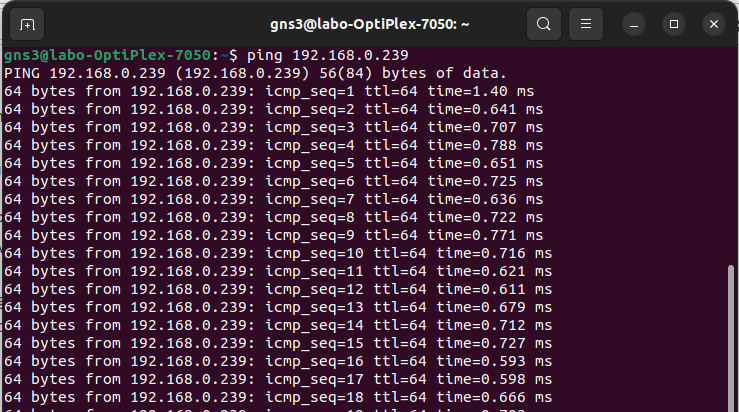 gns3@labo-OptiPlex-7050: ~
gns3@labo-OptiPlex-7050:~$ ping 192.168.0.239
PING 192.168.0.239 (192.168.0.239) 56(84) bytes of data.
64 bytes from 192.168.0.239: icmp_seq=1 ttl=64 time=1.40 ms
64 bytes from 192.168.0.239: icmp_seq=2 ttl=64 time=0.641 ms
64 bytes from 192.168.0.239: icmp_seq=3 ttl=64 time=0.707 ms
64 bytes from 192.168.0.239: icmp_seq=4 ttl=64 time=0.788 ms
64 bytes from 192.168.0.239: icmp_seq=5 ttl=64 time=0.651 ms
64 bytes from 192.168.0.239: icmp_seq=6 ttl=64 time=0.725 ms
64 bytes from 192.168.0.239: icmp_seq=7 ttl=64 time=0.636 ms
64 bytes from 192.168.0.239: icmp_seq=8 ttl=64 time=0.722 ms
64 bytes from 192.168.0.239: icmp_seq=9 ttl=64 time=0.771 ms
64 bytes from 192.168.0.239: icmp_seq=10 ttl=64 time=0.716 ms
64 bytes from 192.168.0.239: icmp_seq=11 ttl=64 time=0.621 ms
64 bytes from 192.168.0.239: icmp_seq=12 ttl=64 time=0.611 ms
64 bytes from 192.168.0.239: icmp_seq=13 ttl=64 time=0.679 ms
64 bytes from 192.168.0.239: icmp_seq=14 ttl=64 time=0.712 ms
64 bytes from 192.168.0.239: icmp_seq=15 ttl=64 time=0.727 ms
64 bytes from 192.168.0.239: icmp_seq=16 ttl=64 time=0.593 ms
64 bytes from 192.168.0.239: icmp_seq=17 ttl=64 time=0.598 ms
64 bytes from 192.168.0.239: icmp_seq=18 ttl=64 time=0.666 ms